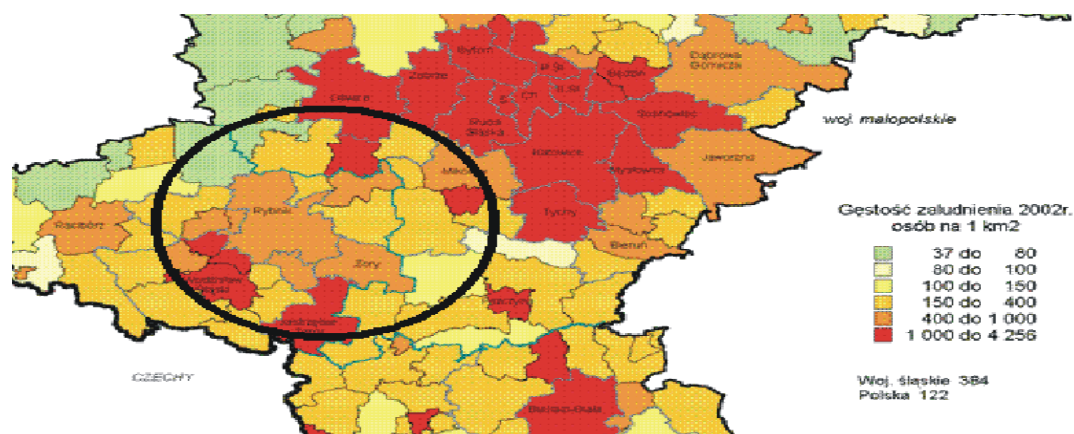 Bytom
Dąbrowa
Górnicza
Zabrze
Będzin
Gliwice
Ruda
Śląska
Sosnowiec
woj. małopolskie
Katowice
Jaworzno
Mysłowice
Tychy
Rybnik
Racibórz
Żory
Bieruń
Gęstość zaludnienia 2002r.
osób na 1 km2
37 do 80
80 do 100
100 do 150
150 do 400
400 do 1 000
1 000 do 4 256
CZECHY
Woj. śląskie 384
Polska 122
Bielsko-Biała